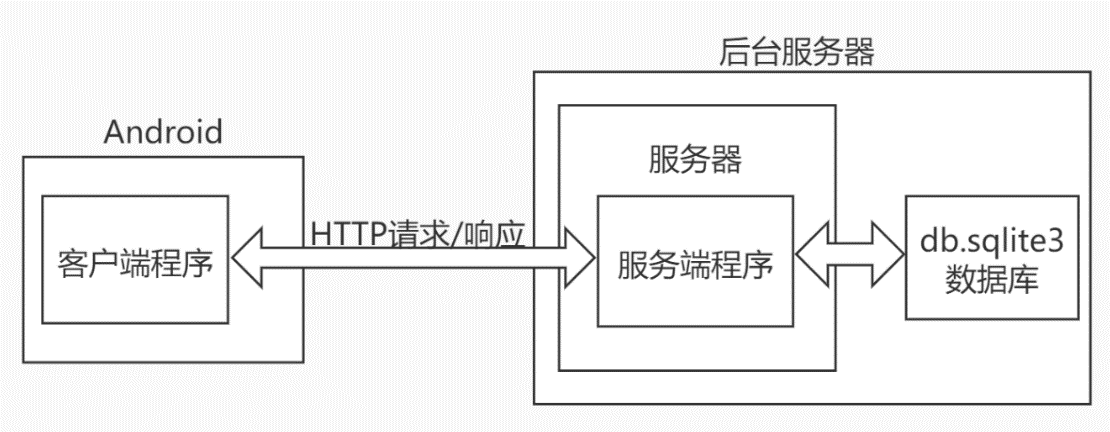 后台服务器
Android
服务器
HTTP请求/响应
客户端程序
服务端程序
db.sqlite3
数据库